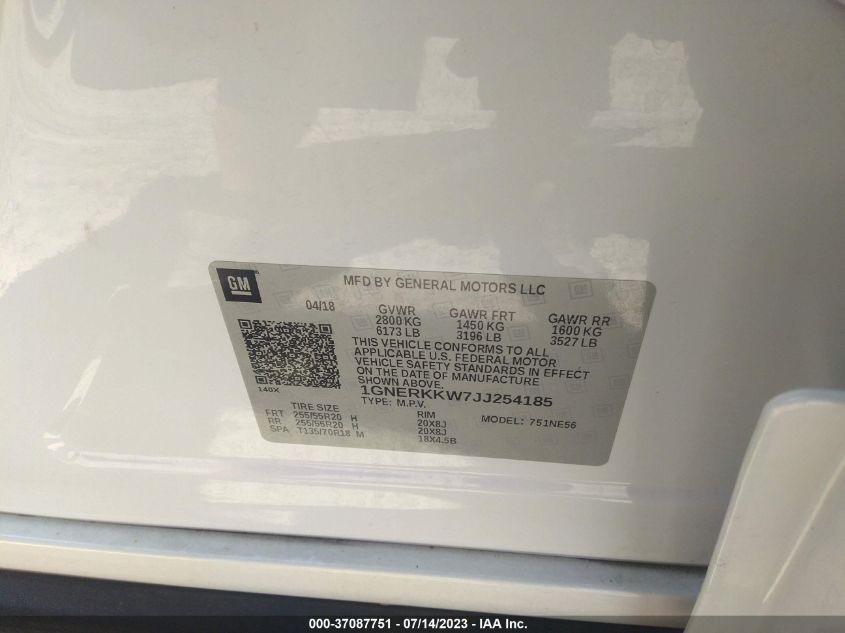 GM
MFD BY GENERAL MOTORS LLC
04/18 GVWR GAWR FRT GAWR RR
2800 KG 1450 KG 1600 KG
6173 LB 3196 LB 3527 LB
THIS VEHICLE CONFORMS TO ALL
APPLICABLE U.S. FEDERAL MOTOR
VEHICLE SAFETY STANDARDS IN EFFECT
ON THE DATE OF MANUFACTURE
SHOWN ABOVE.
140X
1GNERKKW7JJ254185
TYPE: M.P.V. MODEL: 751NE56
TIRE SIZE RIM
FRT 255/55R20 H 20X8J
RR 255/55R20 H 20X8J
SPA T135/70R18 M 18X4.5B
000-37087751 - 07/14/2023 - IAA Inc.